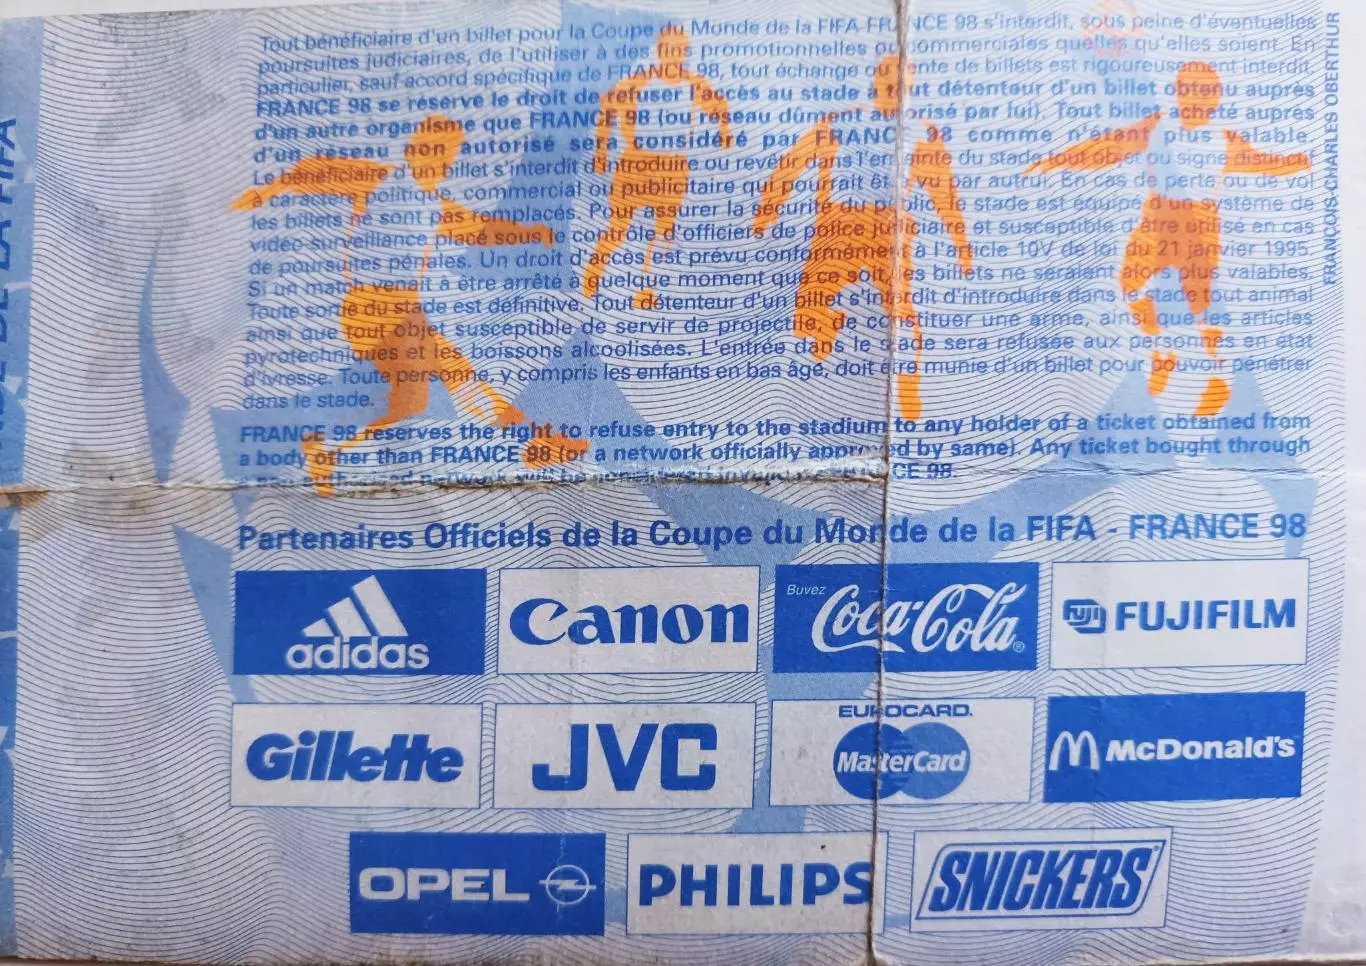 Tout bénéficiaire d'un billet pour la Coupe du Monde de la FIFA FRANCE 98 s'interdit, sous peine d'éventuelles
poursuites judiciaires, de l'utiliser à des fins promotionnelles ou commerciales quelles qu'elles soient. En
particulier, sauf accord spécifique de FRANCE 98, tout échange ou vente de billets est rigoureusement interdit.
FRANCE 98 se réserve le droit de refuser l'accès au stade à tout détenteur d'un billet obtenu auprès
d'un autre organisme que FRANCE 98 (ou réseau dûment autorisé par lui). Tout billet acheté auprès
d'un réseau non autorisé sera considéré par FRANCE 98 comme n'étant plus valable.
Le bénéficiaire d'un billet s'interdit d'introduire ou revêtir dans l'enceinte du stade tout objet ou signe distinctif
à caractère politique, commercial ou publicitaire qui pourrait être vu par autrui. En cas de perte ou de vol
les billets ne sont pas remplacés. Pour assurer la sécurité du public, le stade est équipé d'un système de
vidéo-surveillance placé sous le contrôle d'officiers de police judiciaire et susceptible d'être utilisé en cas
de poursuites pénales. Un droit d'accès est prévu conformément à l'article 10V de loi du 21 janvier 1995.
Si un match venait à être arrêté à quelque moment que ce soit, les billets ne seraient alors plus valables.
Toute sortie du stade est définitive. Tout détenteur d'un billet s'interdit d'introduire dans le stade tout animal
ainsi que tout objet susceptible de servir de projectile, de constituer une arme, ainsi que les articles
pyrotechniques et les boissons alcoolisées. L'entrée dans le stade sera refusée aux personnes en état
d'ivresse. Toute personne, y compris les enfants en bas âge, doit être munie d'un billet pour pouvoir pénétrer
dans le stade.
FRANCE 98 reserves the right to refuse entry to the stadium to any holder of a ticket obtained from
a body other than FRANCE 98 (or a network officially approved by same). Any ticket bought through
FRANCE 98.
Partenaires Officiels de la Coupe du Monde de la FIFA - FRANCE 98
adidas
Canon
Buvez
Coca-Cola®
FUJI FUJIFILM
Gillette
JVC
EUROCARD.
MasterCard
McDonald's
OPEL
PHILIPS
SNICKERS
FRANÇOIS CHARLES OBERTHUR
DE LA FIFA